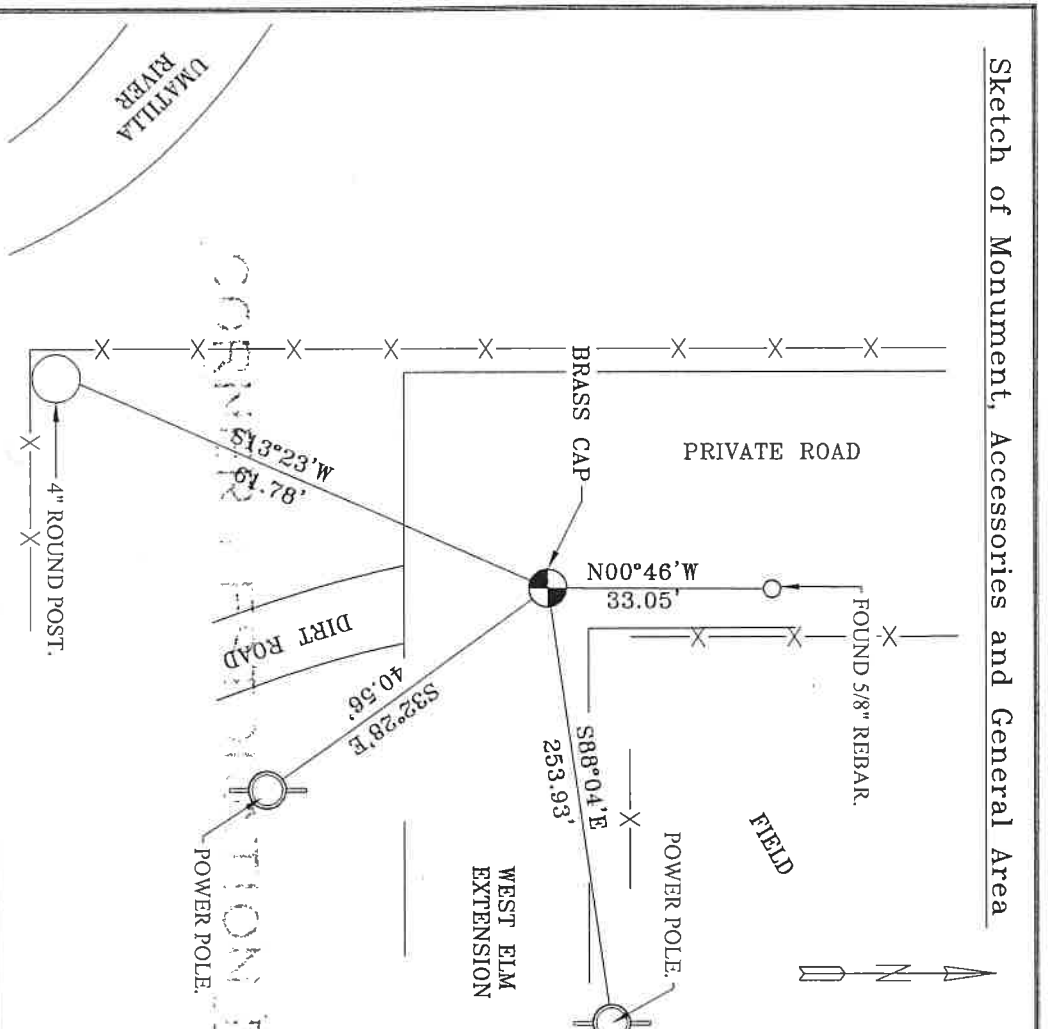 Sketch of Monument, Accessories and General Area
UMATILLA
RIVER
BRASS CAP
PRIVATE ROAD
N00°46'W
33.05'
FOUND 5/8" REBAR.
S13°23'W
61.78'
4" ROUND POST.
DIRT ROAD
S32°28'E
40.56'
POWER POLE.
S88°04'E
253.93'
POWER POLE.
FIELD
WEST ELM
EXTENSION
N
X
X
X
X
X
X
X
X
X
X
X
X
X
X